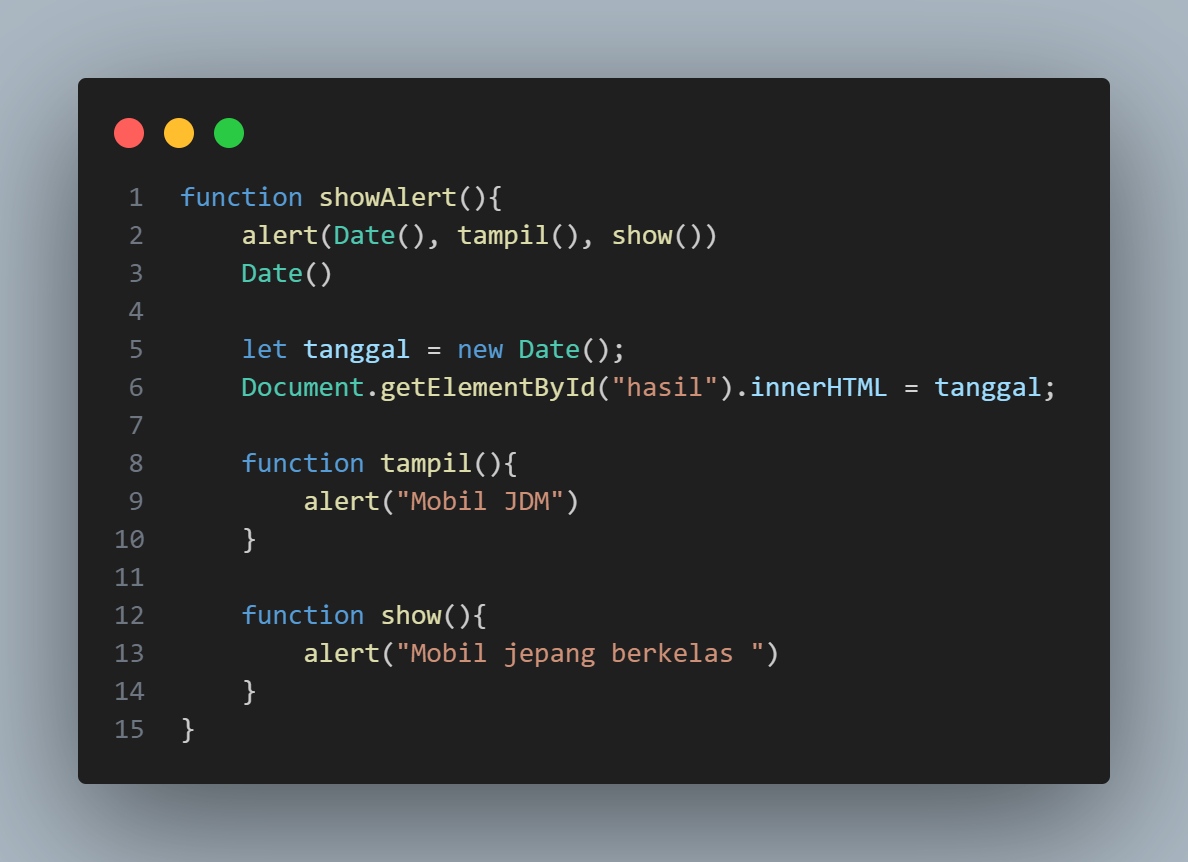 1 function showAlert(){
2     alert(Date(), tampil(), show())
3     Date()
4
5     let tanggal = new Date();
6     Document.getElementById("hasil").innerHTML = tanggal;
7
8     function tampil(){
9         alert("Mobil JDM")
10     }
11
12     function show(){
13         alert("Mobil jepang berkelas ")
14     }
15 }